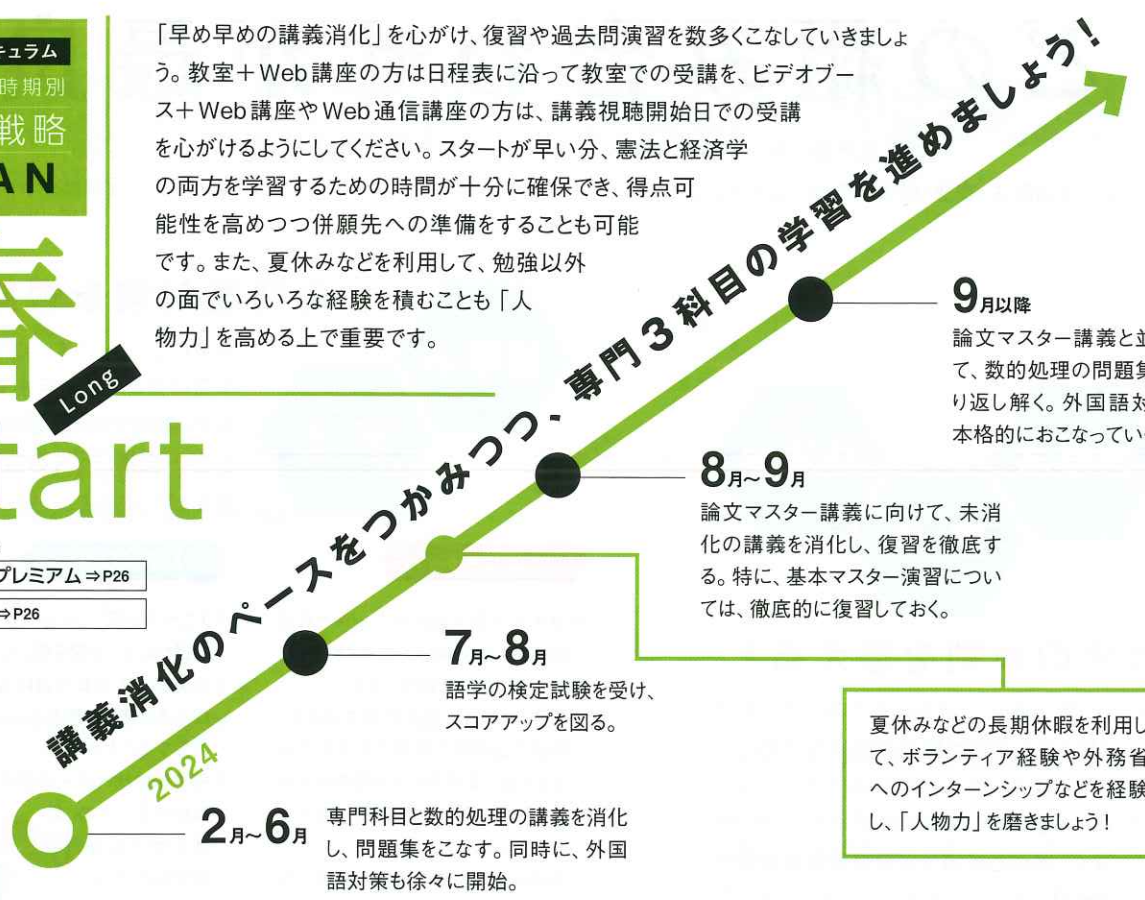 キュラム
時期別
戦略
AN
春
Long
tart
プレミアム⇒P26
⇒P26
「早め早めの講義消化」を心がけ、復習や過去問演習を数多くこなしていきましょ
う。教室＋Web講座の方は日程表に沿って教室での受講を、ビデオブー
ス＋Web講座やWeb通信講座の方は、講義視聴開始日での受講
を心がけるようにしてください。スタートが早い分、憲法と経済学
の両方を学習するための時間が十分に確保でき、得点可
能性を高めつつ併願先への準備をすることも可能
です。また、夏休みなどを利用して、勉強以外
の面でいろいろな経験を積むことも「人
物力」を高める上で重要です。
講義消化のペースをつかみつつ、専門3科目の学習を進めましょう！
2024
2月～6月
専門科目と数的処理の講義を消化
し、問題集をこなす。同時に、外国
語対策も徐々に開始。
7月～8月
語学の検定試験を受け、
スコアアップを図る。
夏休みなどの長期休暇を利用し
て、ボランティア経験や外務省
へのインターンシップなどを経験
し、「人物力」を磨きましょう！
8月～9月
論文マスター講義に向けて、未消
化の講義を消化し、復習を徹底す
る。特に、基本マスター演習につい
ては、徹底的に復習しておく。
9月以降
論文マスター講義と
て、数的処理の問題集
り返し解く。外国語対
本格的におこなってい